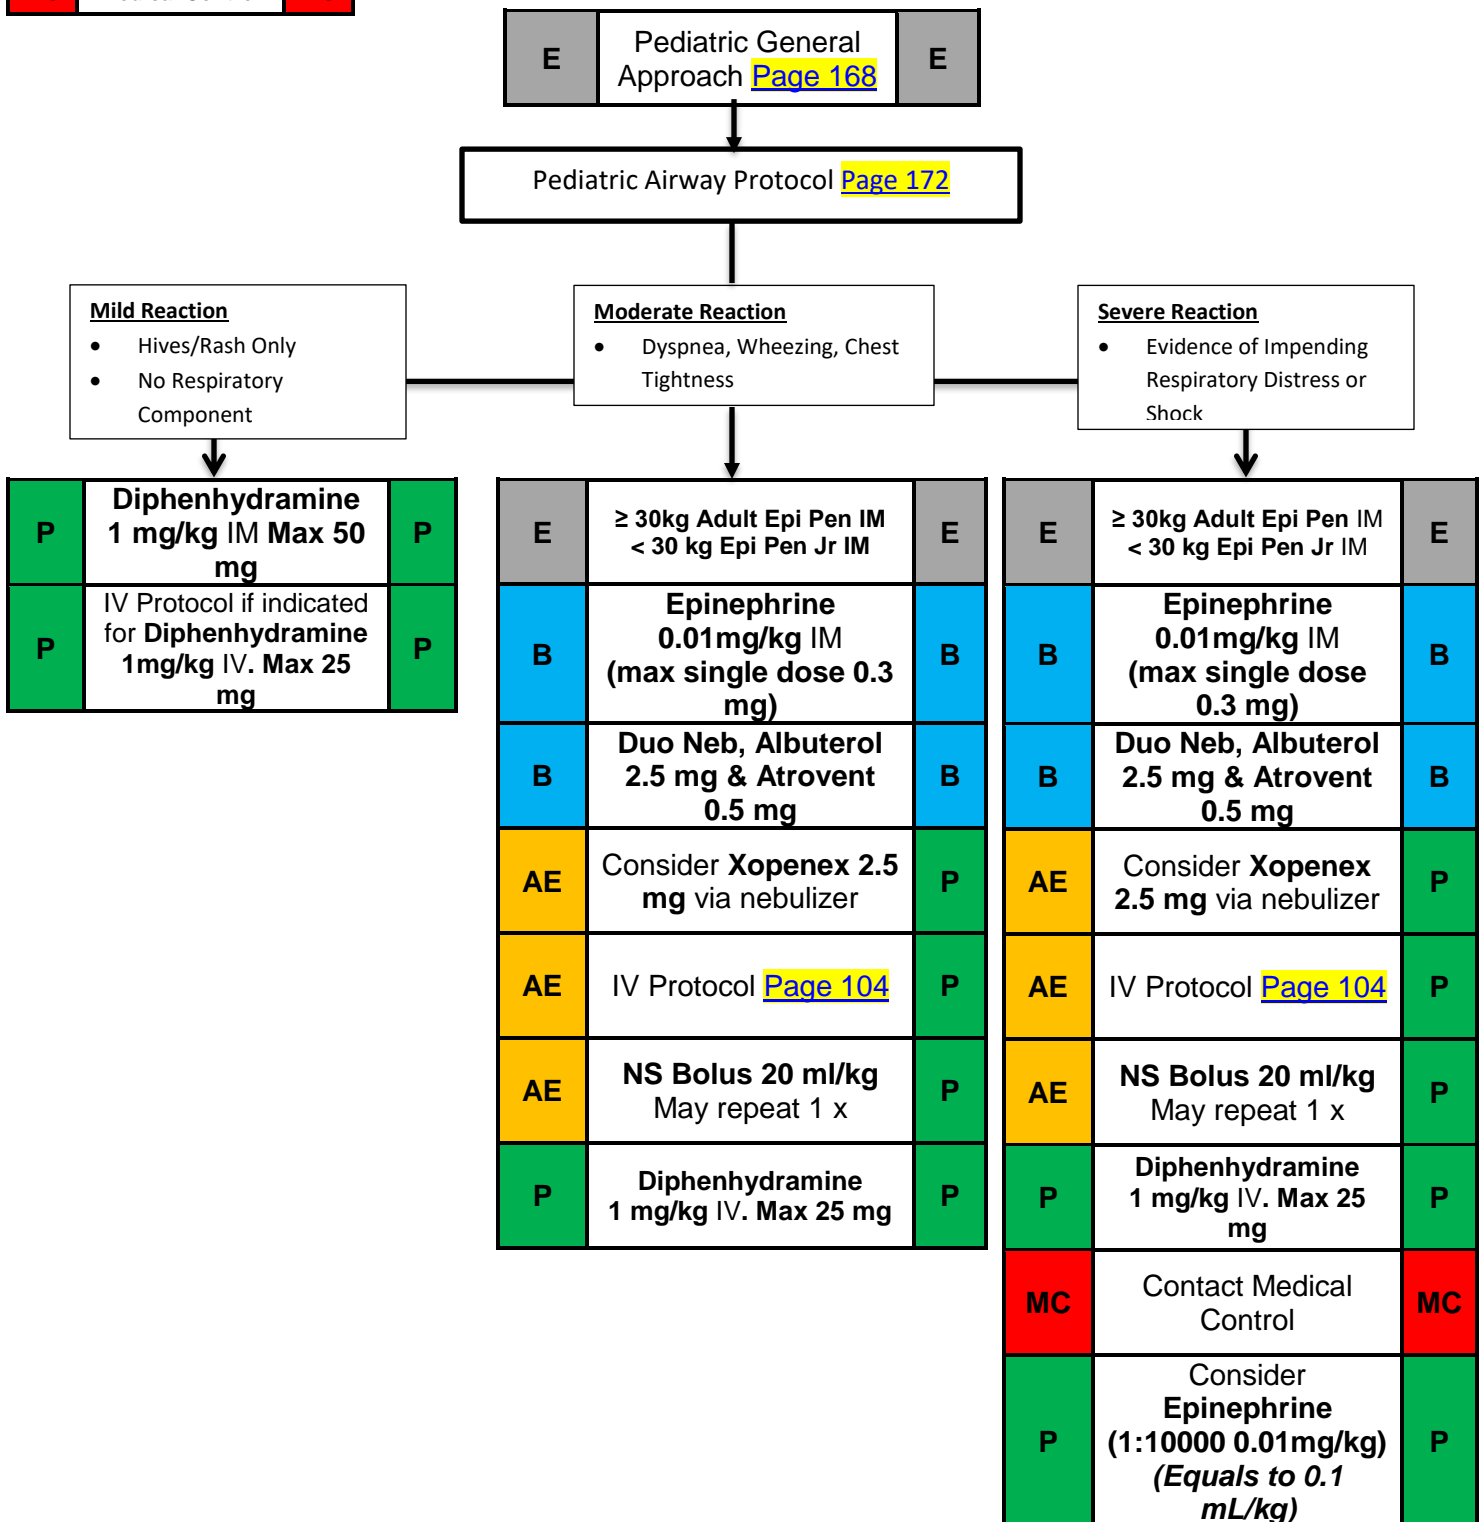 E
Pediatric General
Approach Page 168
E
Pediatric Airway Protocol Page 172
Mild Reaction
• Hives/Rash Only
• No Respiratory
Component
Moderate Reaction
• Dyspnea, Wheezing, Chest
Tightness
Severe Reaction
• Evidence of Impending
Respiratory Distress or
Shock
P
Diphenhydramine
1 mg/kg IM Max 50
mg
P
P
IV Protocol if indicated
for Diphenhydramine
1mg/kg IV. Max 25
mg
P
E
≥ 30kg Adult Epi Pen IM
< 30 kg Epi Pen Jr IM
E
B
Epinephrine
0.01mg/kg IM
(max single dose 0.3
mg)
B
B
Duo Neb, Albuterol
2.5 mg & Atrovent
0.5 mg
B
AE
Consider Xopenex 2.5
mg via nebulizer
P
AE
IV Protocol Page 104
P
AE
NS Bolus 20 ml/kg
May repeat 1 x
P
P
Diphenhydramine
1 mg/kg IV. Max 25 mg
P
E
≥ 30kg Adult Epi Pen IM
< 30 kg Epi Pen Jr IM
E
B
Epinephrine
0.01mg/kg IM
(max single dose
0.3 mg)
B
B
Duo Neb, Albuterol
2.5 mg & Atrovent
0.5 mg
B
AE
Consider Xopenex
2.5 mg via nebulizer
P
AE
IV Protocol Page 104
P
AE
NS Bolus 20 ml/kg
May repeat 1 x
P
P
Diphenhydramine
1 mg/kg IV. Max 25
mg
P
MC
Contact Medical
Control
MC
P
Consider
Epinephrine
(1:10000 0.01mg/kg)
(Equals to 0.1
mL/kg)
P